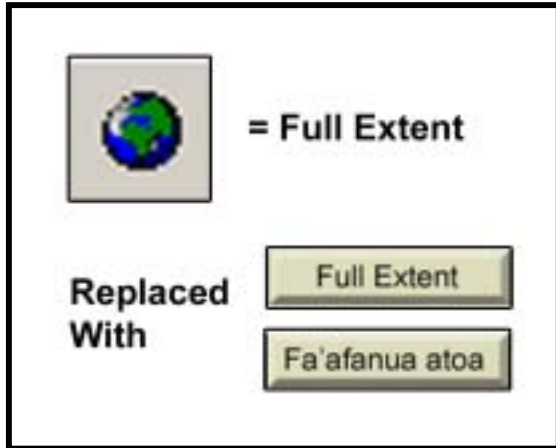 = Full Extent
Replaced
With
Full Extent
Fa'afanua atoa